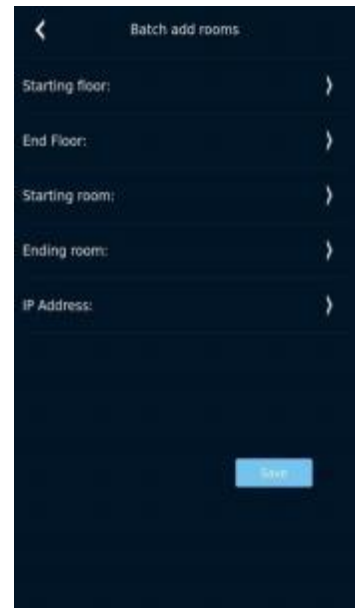 Batch add rooms
Starting floor:
End Floor:
Starting room:
Ending room:
IP Address:
Save